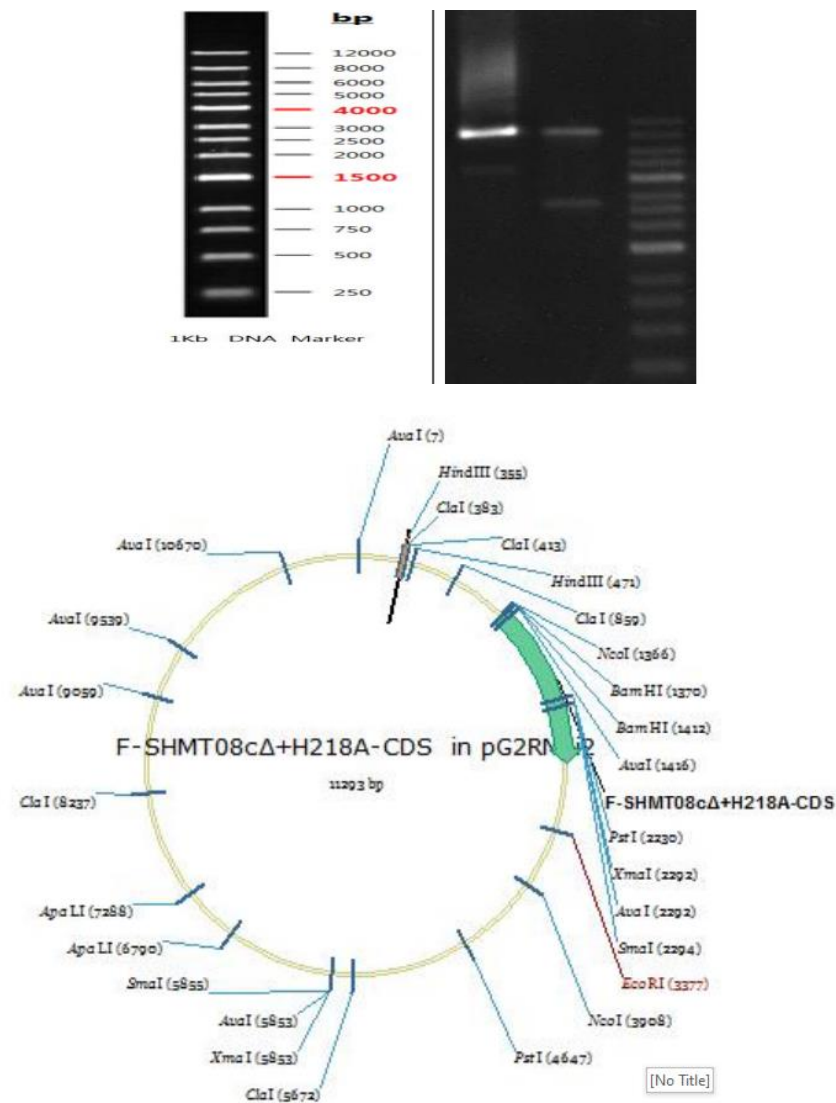 bp
12000
8000
6000
5000
4000
3000
2500
2000
1500
1000
750
500
250
1Kb DNA Marker
AvaI (7)
HindIII (355)
ClaI (383)
AvaI (10670)
ClaI (413)
HindIII (471)
ClaI (859)
AvaI (9539)
NcoI (1366)
AvaI (9059)
BamHI (1370)
BamHI (1412)
F-SHMT08cΔ+H218A-CDS in
AvaI (1416)
11293 bp
ClaI (8237)
F-SHMT08cΔ+H218A-CDS
PstI (2230)
XmaI (2292)
ApaLI (7288)
AvaI (2292)
ApaLI (6790)
SmaI (2294)
SmaI (5855)
EcoRI (3377)
AvaI (5853)
NcoI (3908)
XmaI (5853)
PstI (4647)
ClaI (5672)
[No Title]